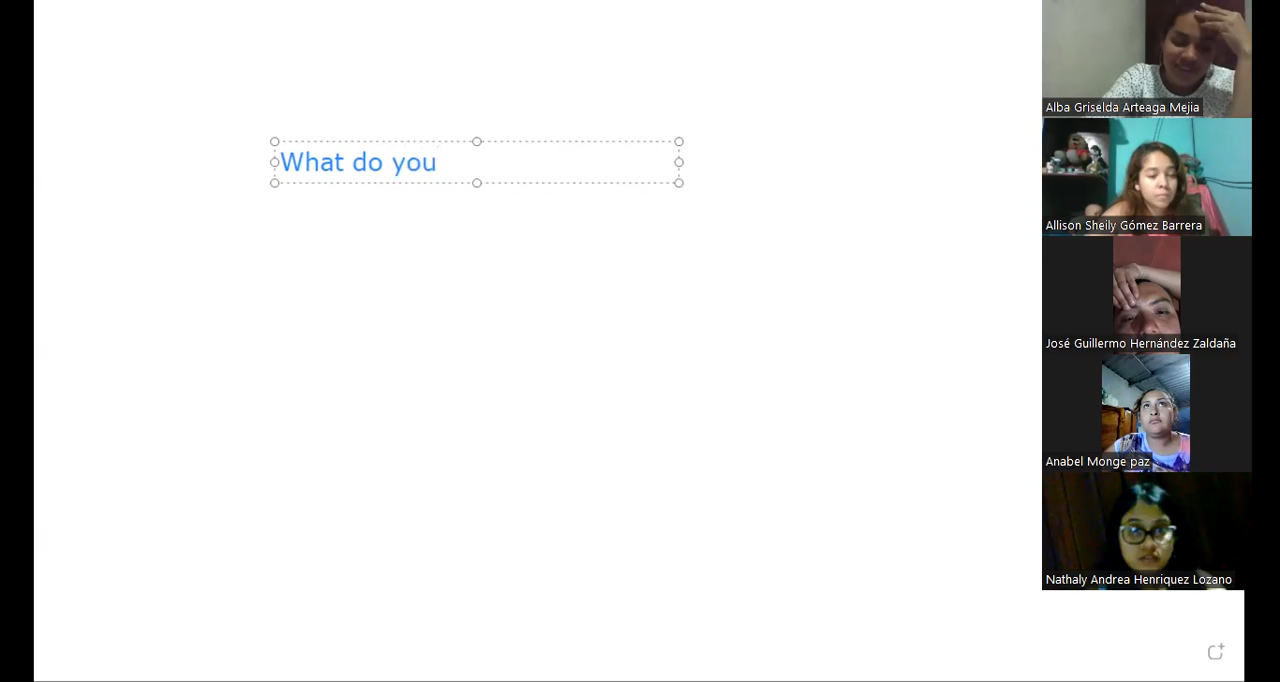 What do you
Alba Griselda Arteaga Mejia
Allison Sheily Gómez Barrera
José Guillermo Hernández Zaldaña
Anabel Monge paz
Nathaly Andrea Henriquez Lozano